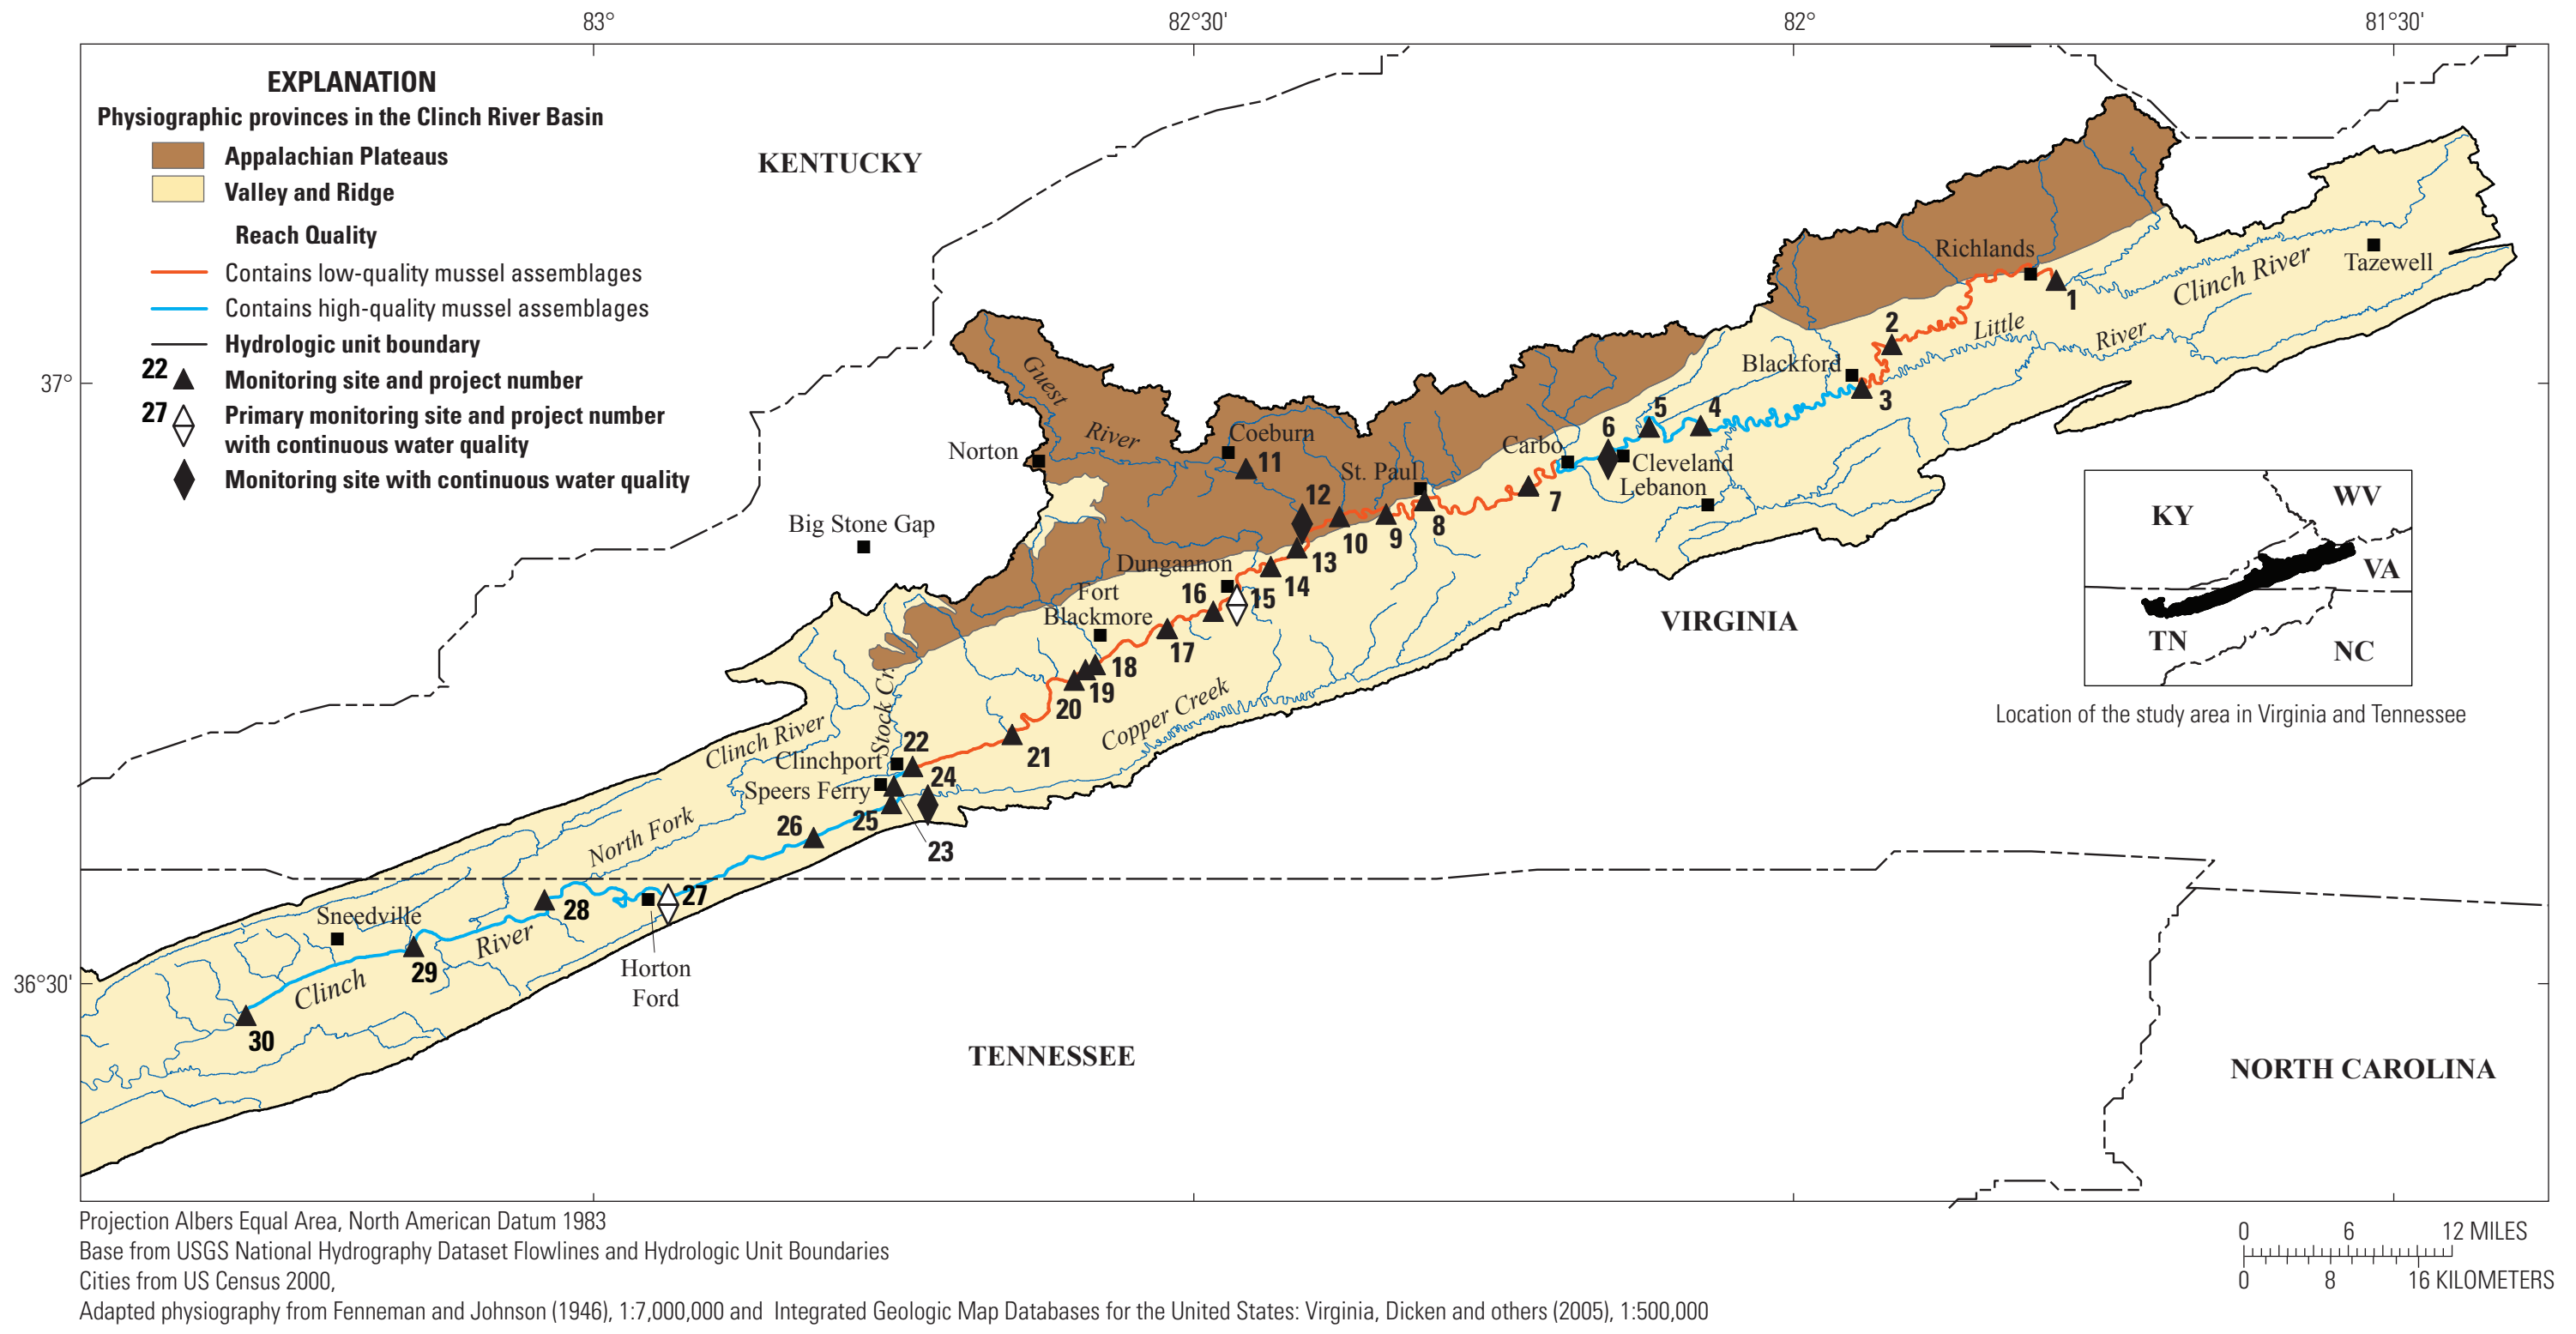 83°
82°30'
82°
81°30'
37°
36°30'
EXPLANATION
Physiographic provinces in the Clinch River Basin
Appalachian Plateaus
Valley and Ridge
Reach Quality
Contains low-quality mussel assemblages
Contains high-quality mussel assemblages
Hydrologic unit boundary
22
Monitoring site and project number
27
Primary monitoring site and project number
with continuous water quality
Monitoring site with continuous water quality
KENTUCKY
Richlands
Tazewell
Clinch River
1
2
Little
River
Blackford
3
Guest
River
Norton
Coeburn
11
5
4
6
Carbo
Cleveland
Lebanon
St. Paul
12
7
8
9
10
13
Big Stone Gap
Dungannon
14
Fort
Blackmore
16
15
17
18
19
20
VIRGINIA
Copper Creek
Stock Cr.
Clinch River
21
22
Clinchport
24
Speers Ferry
25
26
23
North Fork
27
28
Sneedville
River
29
Clinch
Horton
Ford
30
TENNESSEE
NORTH CAROLINA
KY
WV
VA
TN
NC
Location of the study area in Virginia and Tennessee
0 6 12 MILES
0 8 16 KILOMETERS
Projection Albers Equal Area, North American Datum 1983
Base from USGS National Hydrography Dataset Flowlines and Hydrologic Unit Boundaries
Cities from US Census 2000,
Adapted physiography from Fenneman and Johnson (1946), 1:7,000,000 and Integrated Geologic Map Databases for the United States: Virginia, Dicken and others (2005), 1:500,000